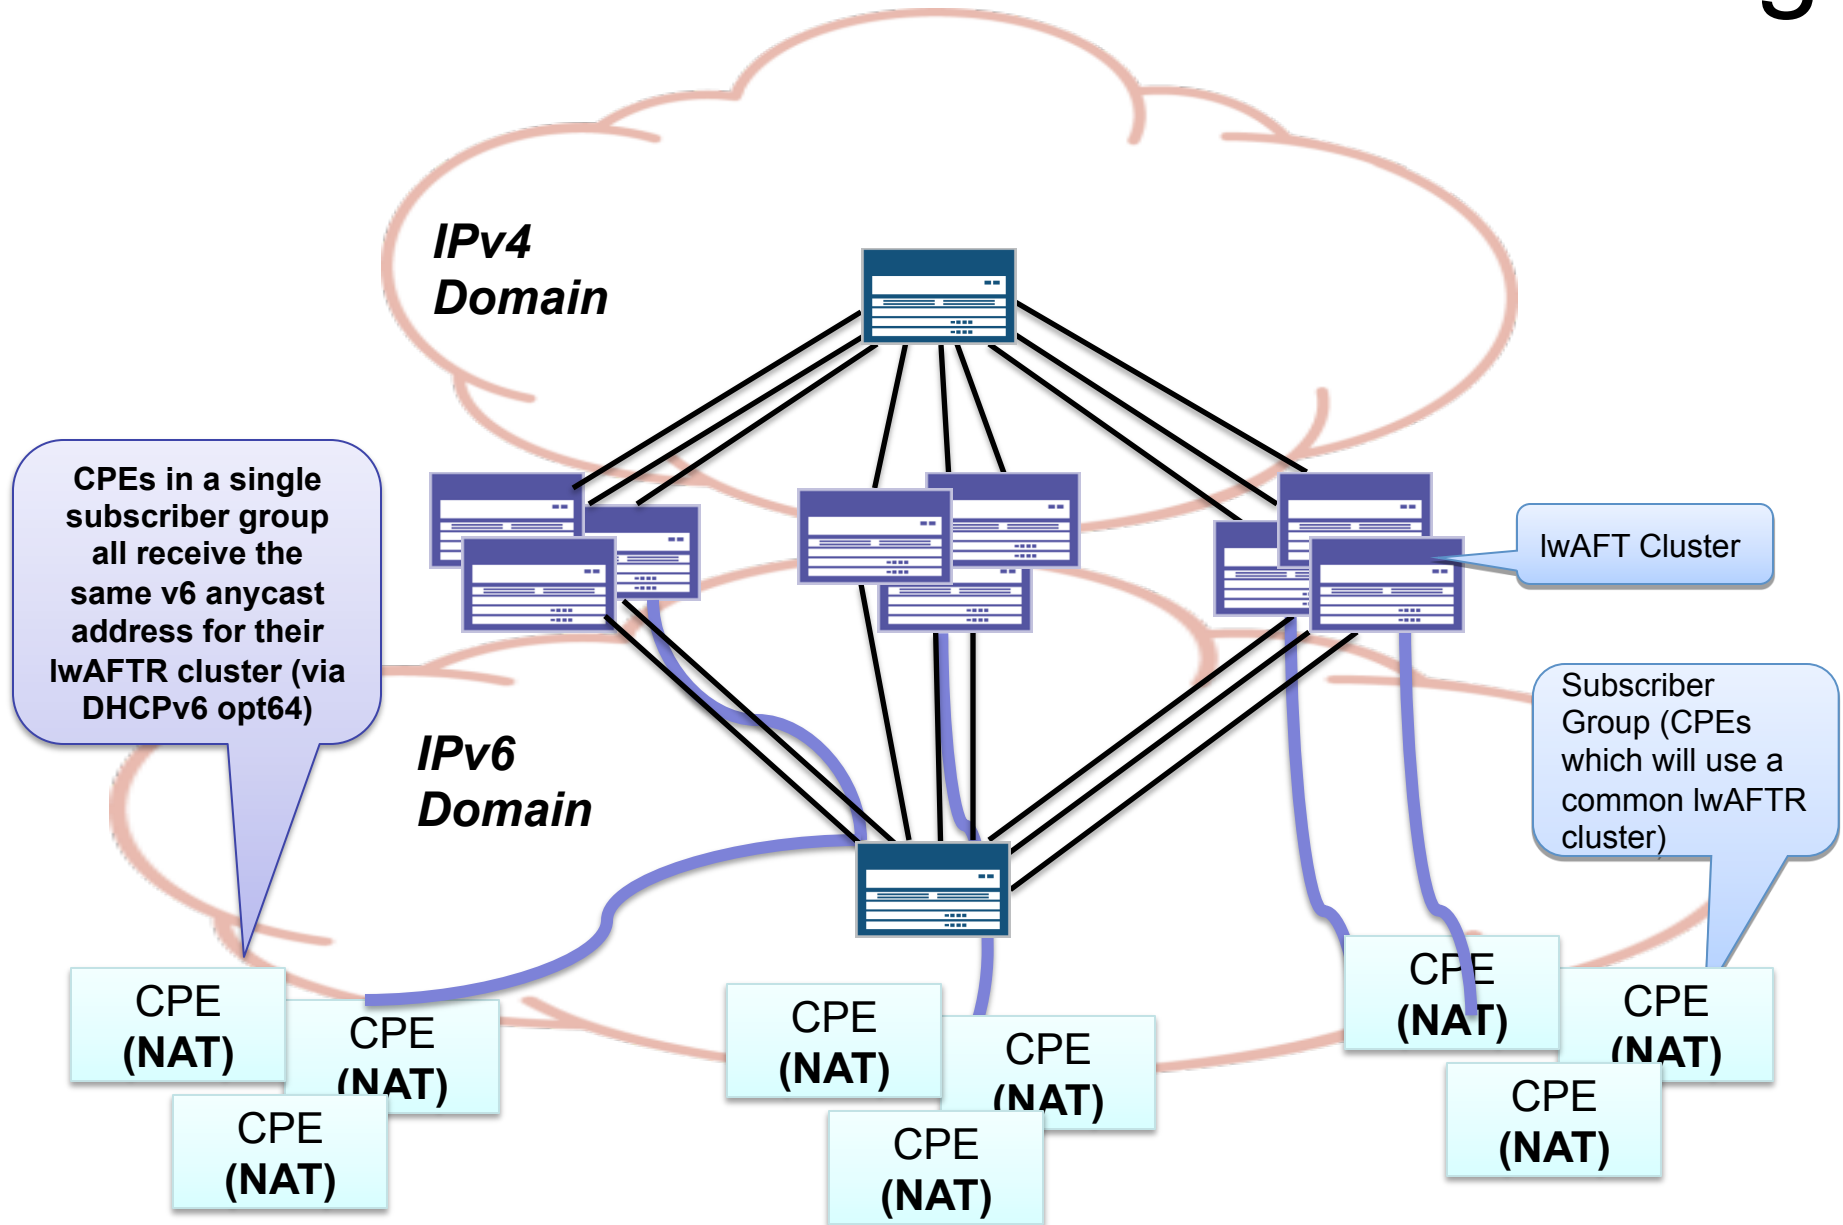 g
IPv4
Domain
CPEs in a single
subscriber group
all receive the
same v6 anycast
address for their
lwAFTR cluster (via
DHCPv6 opt64)
lwAFT Cluster
Subscriber
Group (CPEs
which will use a
common lwAFTR
cluster)
IPv6
Domain
CPE
(NAT)
CPE
(NAT)
CPE
(NAT)
CPE
(NAT)
CPE
(NAT)
CPE
(NAT)
CPE
(NAT)
CPE
(NAT)
CPE
(NAT)